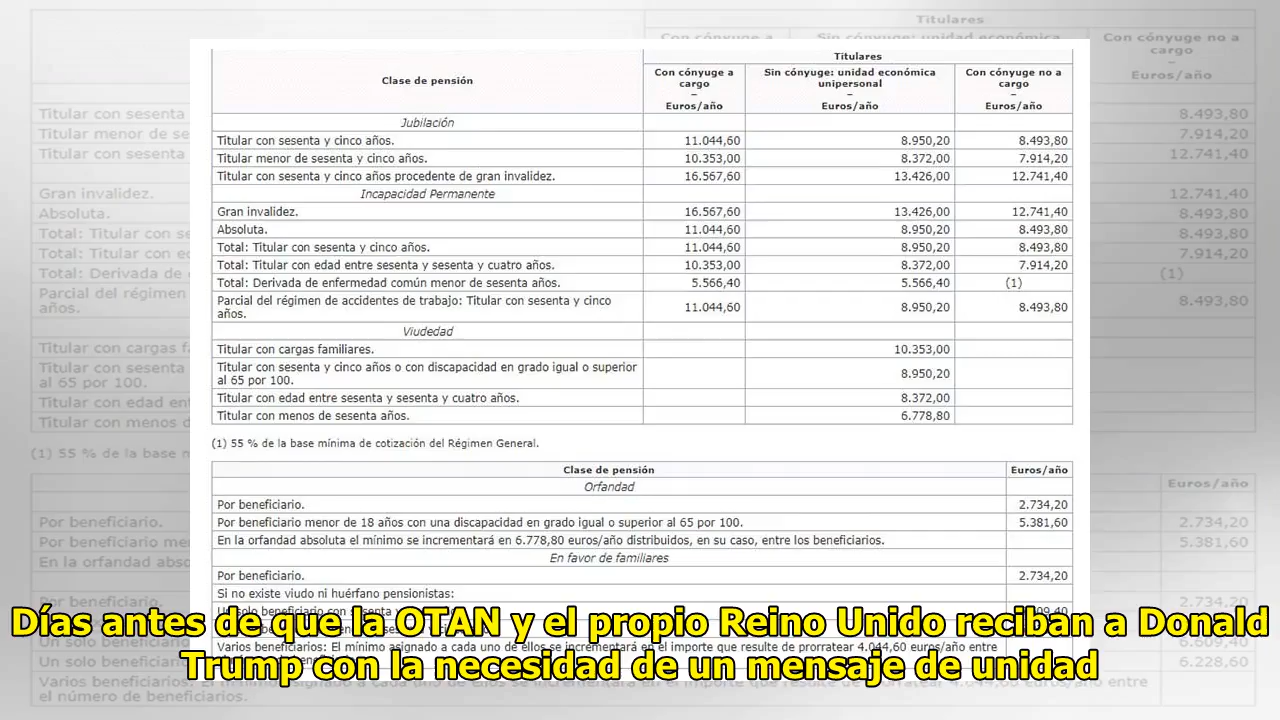 Titulares
Clase de pensión
Con cónyuge a cargo – Euros/año
Sin cónyuge: unidad económica unipersonal – Euros/año
Con cónyuge no a cargo – Euros/año
Jubilación
Titular con sesenta y cinco años. 11.044,60 8.950,20 8.493,80
Titular menor de sesenta y cinco años. 10.353,00 8.372,00 7.914,20
Titular con sesenta y cinco años procedente de gran invalidez. 16.567,60 13.426,00 12.741,40
Incapacidad Permanente
Gran invalidez. 16.567,60 13.426,00 12.741,40
Absoluta. 11.044,60 8.950,20 8.493,80
Total: Titular con sesenta y cinco años. 11.044,60 8.950,20 8.493,80
Total: Titular con edad entre sesenta y sesenta y cuatro años. 10.353,00 8.372,00 7.914,20
Total: Derivada de enfermedad común menor de sesenta años. 5.566,40 5.566,40 (1)
Parcial del régimen de accidentes de trabajo: Titular con sesenta y cinco
años. 11.044,60 8.950,20 8.493,80
Viudedad
Titular con cargas familiares. 10.353,00
Titular con sesenta y cinco años o con discapacidad en grado igual o superior
al 65 por 100. 8.950,20
Titular con edad entre sesenta y sesenta y cuatro años. 8.372,00
Titular con menos de sesenta años. 6.778,80
(1) 55 % de la base mínima de cotización del Régimen General.
Clase de pensión Euros/año
Orfandad
Por beneficiario. 2.734,20
Por beneficiario menor de 18 años con una discapacidad en grado igual o superior al 65 por 100. 5.381,60
En la orfandad absoluta el mínimo se incrementará en 6.778,80 euros/año distribuidos, en su caso, entre los beneficiarios.
En favor de familiares
Por beneficiario. 2.734,20
Si no existe viudo ni huérfano pensionistas:
Varios beneficiarios: El mínimo asignado a cada uno de ellos se incrementará en el importe que resulte de prorratear 4.044,60 euros/año entre
Días antes de que la OTAN y el propio Reino Unido reciban a Donald
Trump con la necesidad de un mensaje de unidad